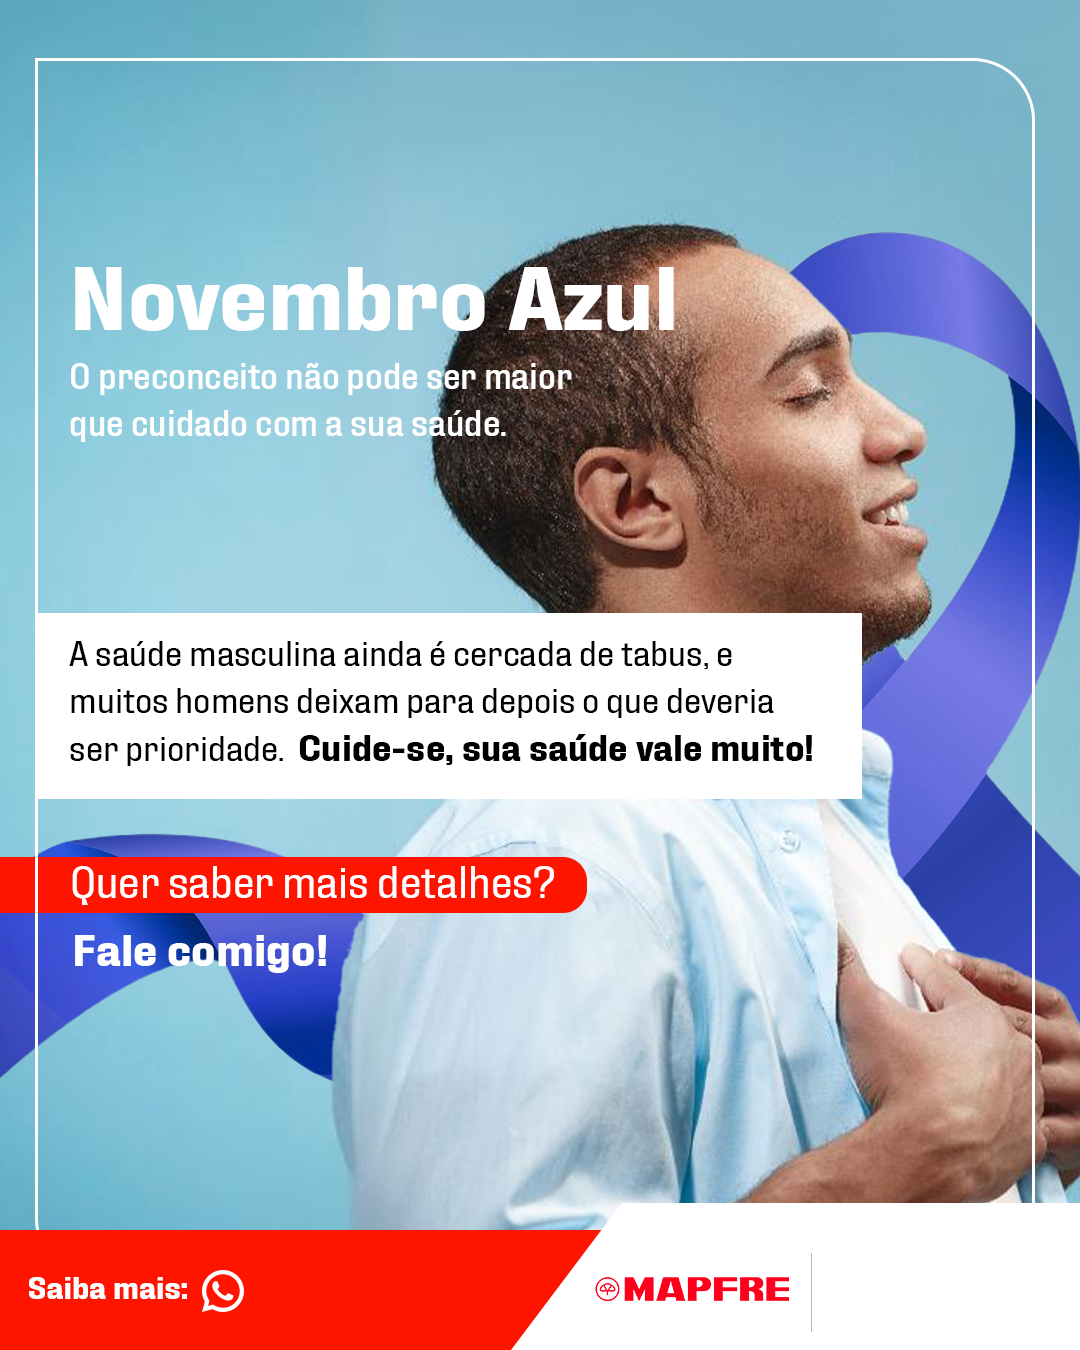 Novembro Azul
O preconceito não pode ser maior
que cuidado com a sua saúde.
A saúde masculina ainda é cercada de tabus, e
muitos homens deixam para depois o que deveria
ser prioridade. Cuide-se, sua saúde vale muito!
Quer saber mais detalhes?
Fale comigo!
Saiba mais:
MAPFRE